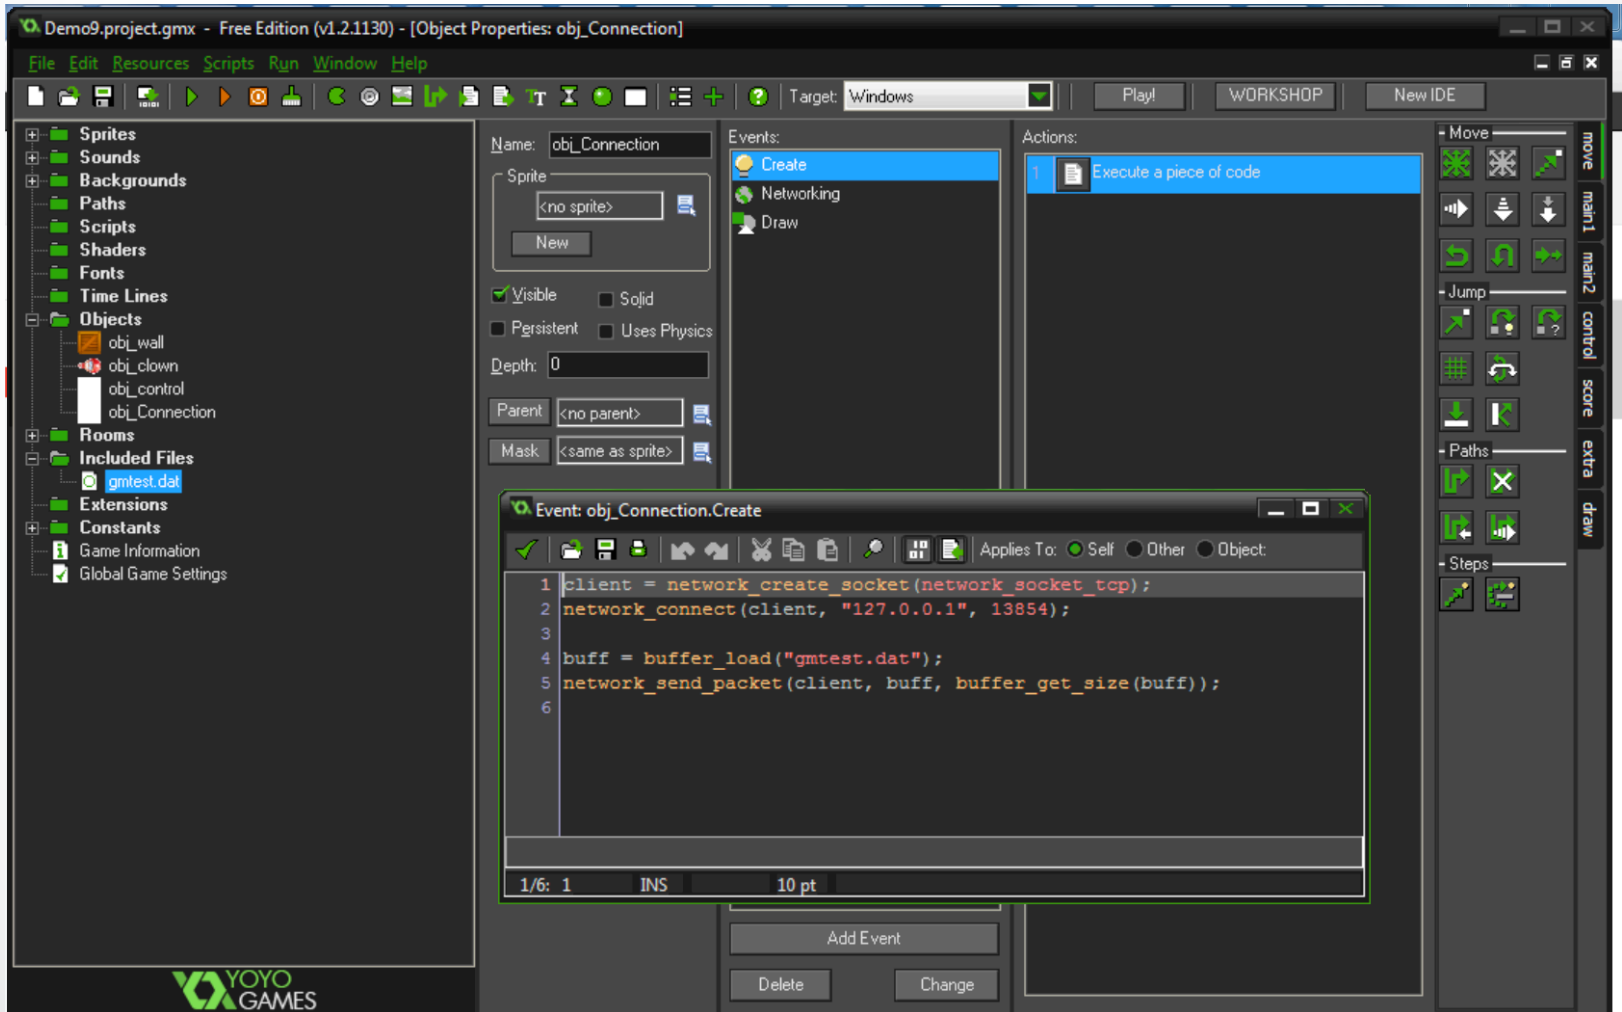 Demo9.project.gmx - Free Edition (v1.2.1130) - [Object Properties: obj_Connection]
File Edit Resources Scripts Run Window Help
Target: Windows Play! WORKSHOP New IDE
Sprites
Sounds
Backgrounds
Paths
Scripts
Shaders
Fonts
Time Lines
Objects
obj_wall
obj_clown
obj_control
obj_Connection
Rooms
Included Files
gmtest.dat
Extensions
Constants
Game Information
Global Game Settings
YOYO
GAMES
Name: obj_Connection
Sprite
<no sprite>
New
Visible Solid
Persistent Uses Physics
Depth: 0
Parent <no parent>
Mask <same as sprite>
Events:
Create
Networking
Draw
Add Event
Delete Change
Actions:
1 Execute a piece of code
Event: obj_Connection.Create
Applies To: Self Other Object:
1 client = network_create_socket(network_socket_tcp);
2 network_connect(client, "127.0.0.1", 13854);
3
4 buff = buffer_load("gmtest.dat");
5 network_send_packet(client, buff, buffer_get_size(buff));
6
1/6: 1 INS 10 pt
Move
Jump
Paths
Steps
move
main1
main2
control
score
extra
draw